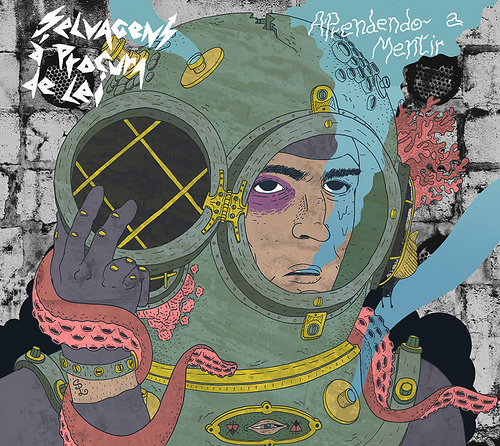 Selvagens
à Procura
de Lei
Aprendendo a
Mentir